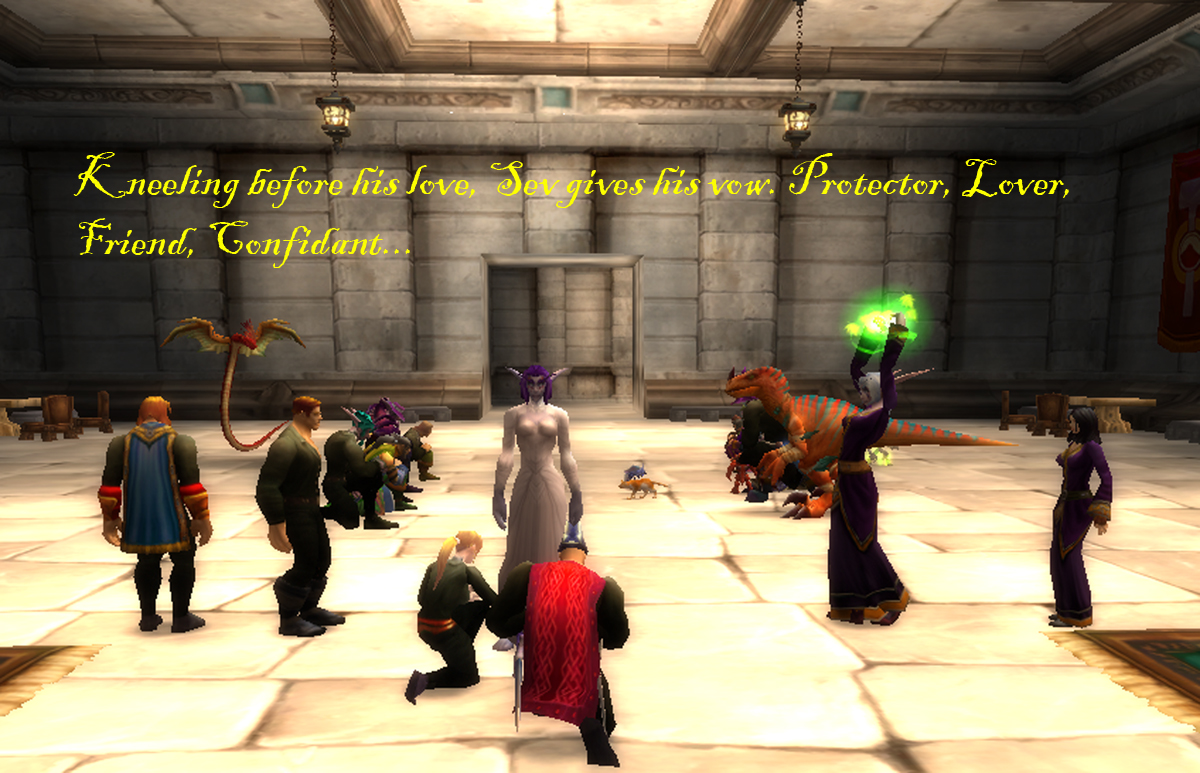 Kneeling before his love, Sev gives his vow. Protector, Lover,
Friend, Confidant...